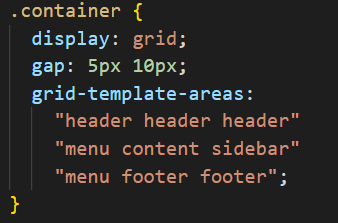 .container {
  display: grid;
  gap: 5px 10px;
  grid-template-areas:
    "header header header"
    "menu content sidebar"
    "menu footer footer";
}